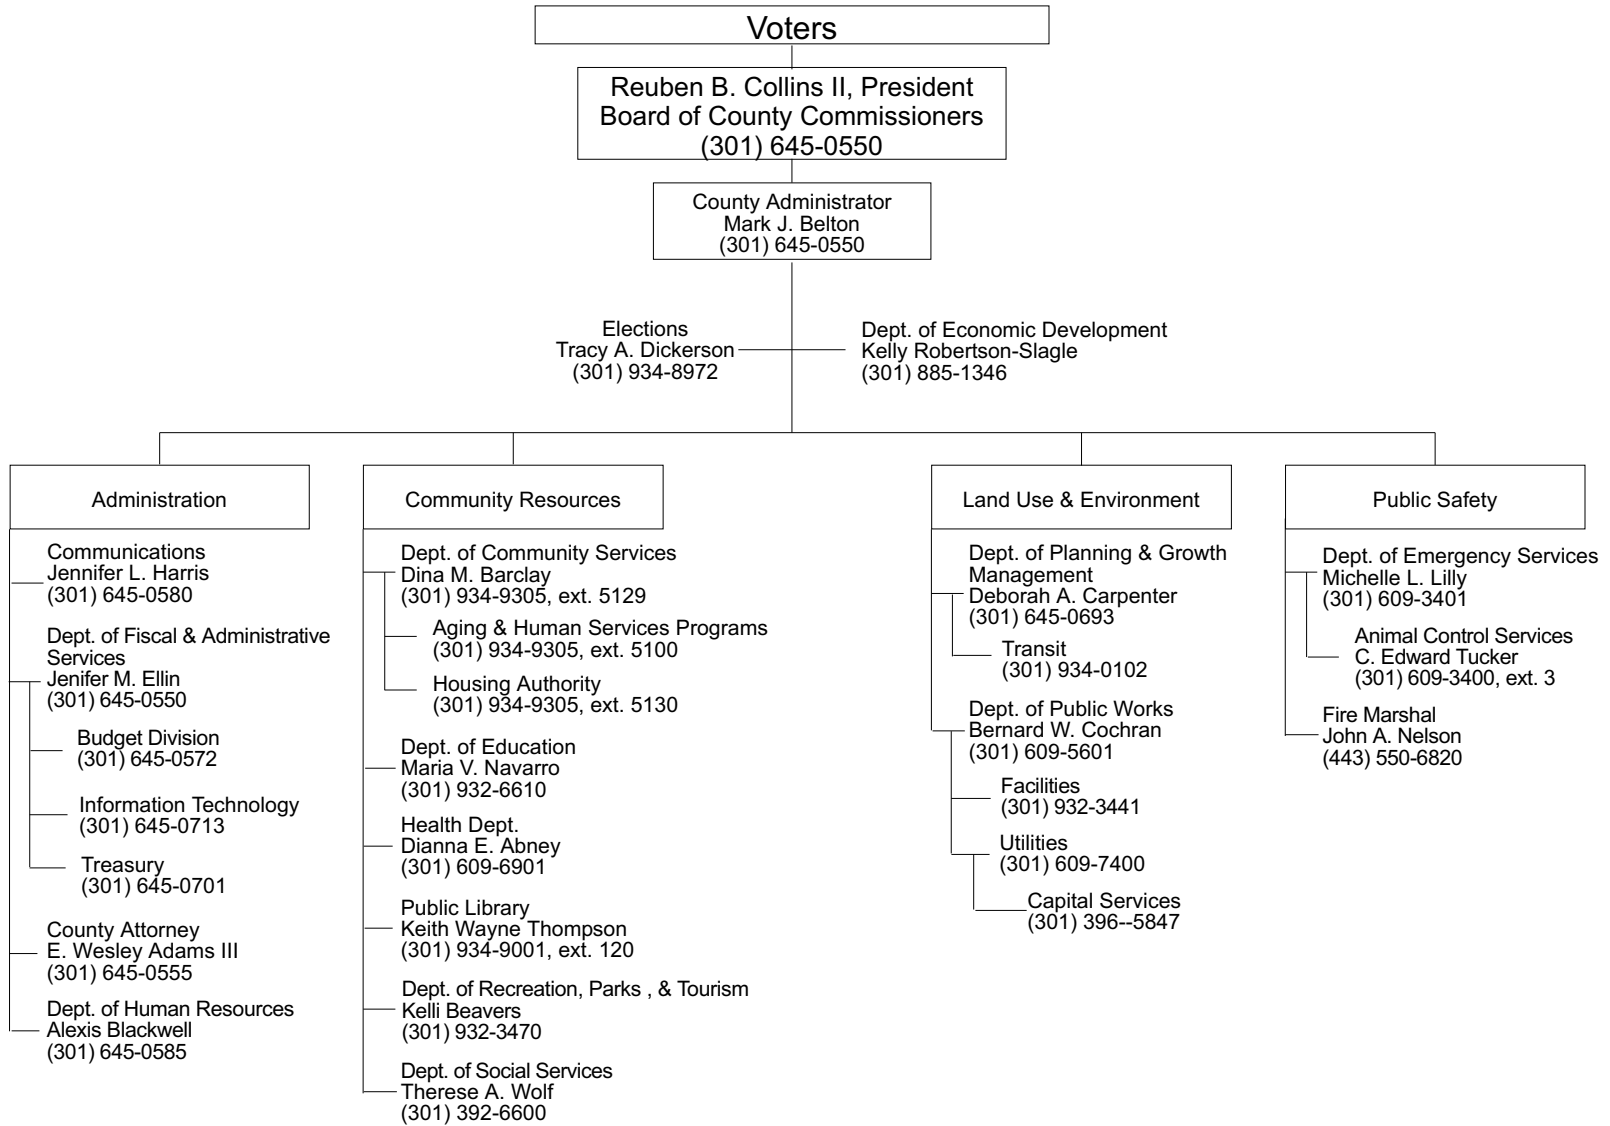 Voters
Reuben B. Collins II, President
Board of County Commissioners
(301) 645-0550
County Administrator
Mark J. Belton
(301) 645-0550
Elections
Tracy A. Dickerson
(301) 934-8972
Dept. of Economic Development
Kelly Robertson-Slagle
(301) 885-1346
Administration
Communications
Jennifer L. Harris
(301) 645-0580
Dept. of Fiscal & Administrative
Services
Jenifer M. Ellin
(301) 645-0550
Budget Division
(301) 645-0572
Information Technology
(301) 645-0713
Treasury
(301) 645-0701
County Attorney
E. Wesley Adams III
(301) 645-0555
Dept. of Human Resources
Alexis Blackwell
(301) 645-0585
Community Resources
Dept. of Community Services
Dina M. Barclay
(301) 934-9305, ext. 5129
Aging & Human Services Programs
(301) 934-9305, ext. 5100
Housing Authority
(301) 934-9305, ext. 5130
Dept. of Education
Maria V. Navarro
(301) 932-6610
Health Dept.
Dianna E. Abney
(301) 609-6901
Public Library
Keith Wayne Thompson
(301) 934-9001, ext. 120
Dept. of Recreation, Parks , & Tourism
Kelli Beavers
(301) 932-3470
Dept. of Social Services
Therese A. Wolf
(301) 392-6600
Land Use & Environment
Dept. of Planning & Growth
Management
Deborah A. Carpenter
(301) 645-0693
Transit
(301) 934-0102
Dept. of Public Works
Bernard W. Cochran
(301) 609-5601
Facilities
(301) 932-3441
Utilities
(301) 609-7400
Capital Services
(301) 396--5847
Public Safety
Dept. of Emergency Services
Michelle L. Lilly
(301) 609-3401
Animal Control Services
C. Edward Tucker
(301) 609-3400, ext. 3
Fire Marshal
John A. Nelson
(443) 550-6820